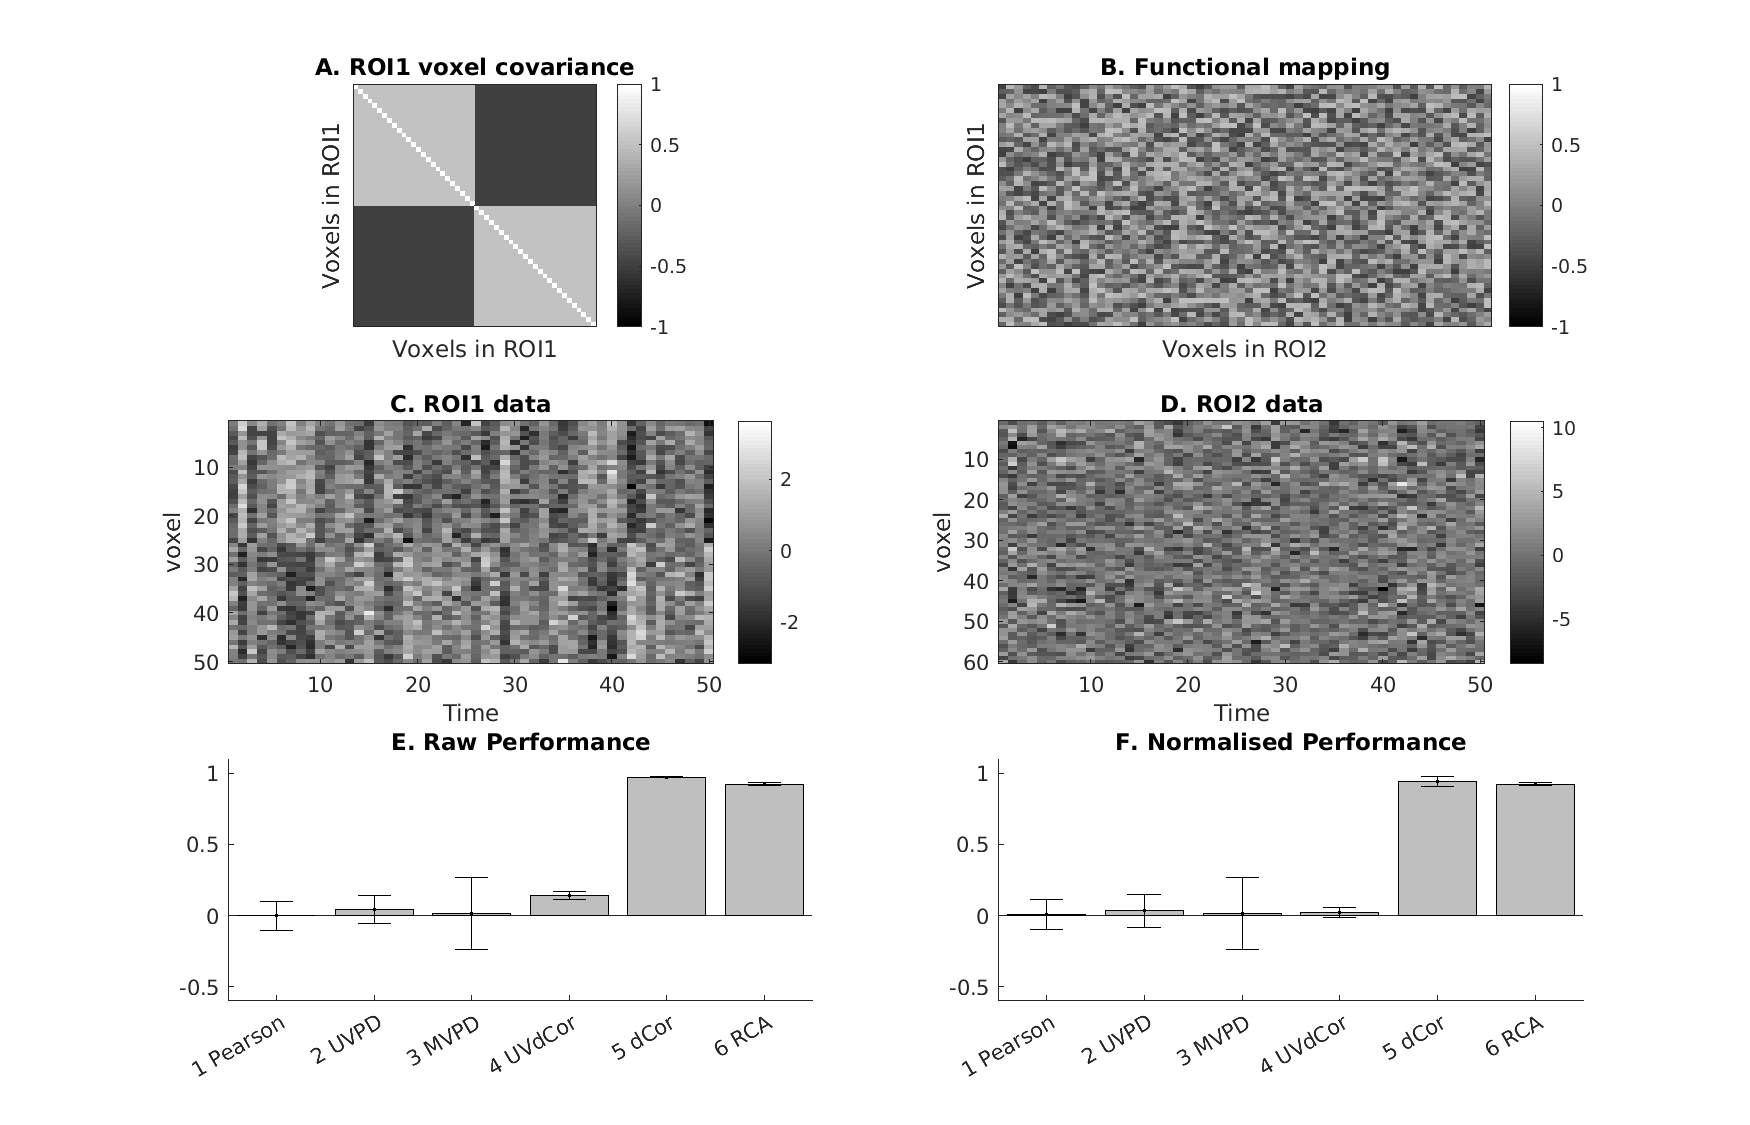 A. ROI1 voxel covariance
Voxels in ROI1
1
0.5
0
-0.5
-1
Voxels in ROI1
B. Functional mapping
Voxels in ROI1
1
0.5
0
-0.5
-1
Voxels in ROI2
C. ROI1 data
voxel
10
20
30
40
50
2
0
-2
10 20 30 40 50
Time
D. ROI2 data
voxel
10
20
30
40
50
60
10
5
0
-5
10 20 30 40 50
Time
E. Raw Performance
1
0.5
0
-0.5
1 Pearson
2 UVPD
3 MVPD
4 UVdCor
5 dCor
6 RCA
F. Normalised Performance
1
0.5
0
-0.5
1 Pearson
2 UVPD
3 MVPD
4 UVdCor
5 dCor
6 RCA